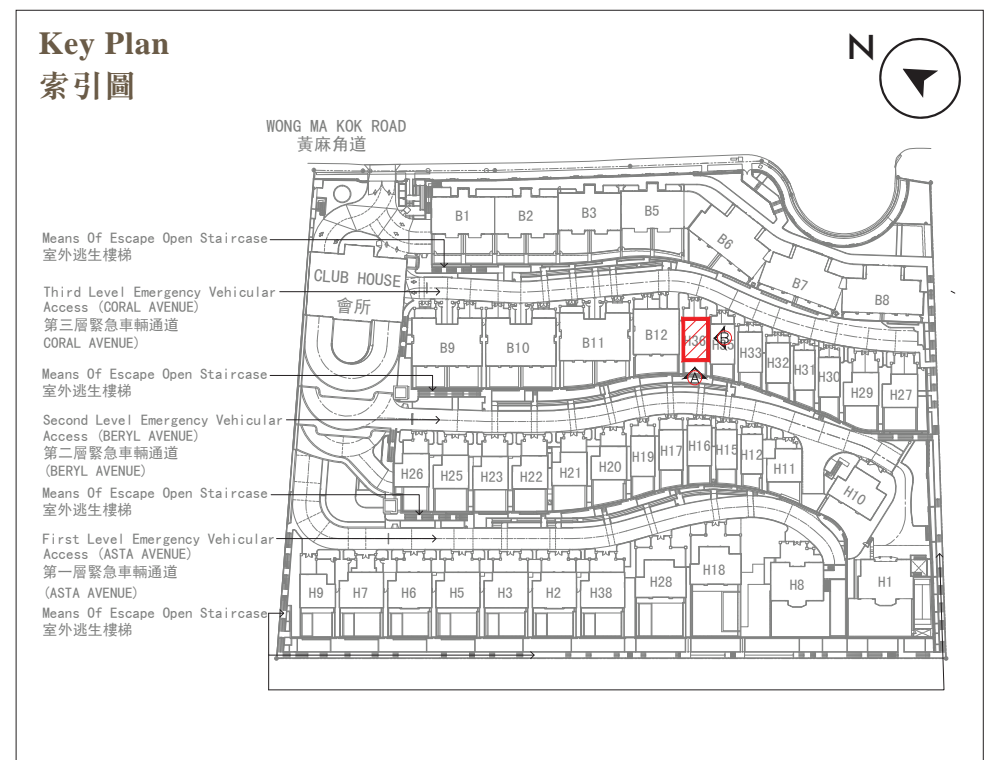 Key Plan
索引圖
N
WONG MA KOK ROAD
黃麻角道
Means Of Escape Open Staircase
室外逃生樓梯
Third Level Emergency Vehicular
Access (CORAL AVENUE)
第三層緊急車輛通道
CORAL AVENUE)
Means Of Escape Open Staircase
室外逃生樓梯
Second Level Emergency Vehicular
Access (BERYL AVENUE)
第二層緊急車輛通道
(BERYL AVENUE)
Means Of Escape Open Staircase
室外逃生樓梯
First Level Emergency Vehicular
Access (ASTA AVENUE)
第一層緊急車輛通道
(ASTA AVENUE)
Means Of Escape Open Staircase
室外逃生樓梯
CLUB HOUSE
會所
B1 B2 B3 B5
B6
B7
B8
B9 B10 B11 B12 H36 H35 H33 H32 H31 H30 H29 H27
B
A
H26 H25 H23 H22 H21 H20 H19 H17 H16 H15 H12 H11
H10
H9 H7 H6 H5 H3 H2 H38 H28 H18 H8 H1